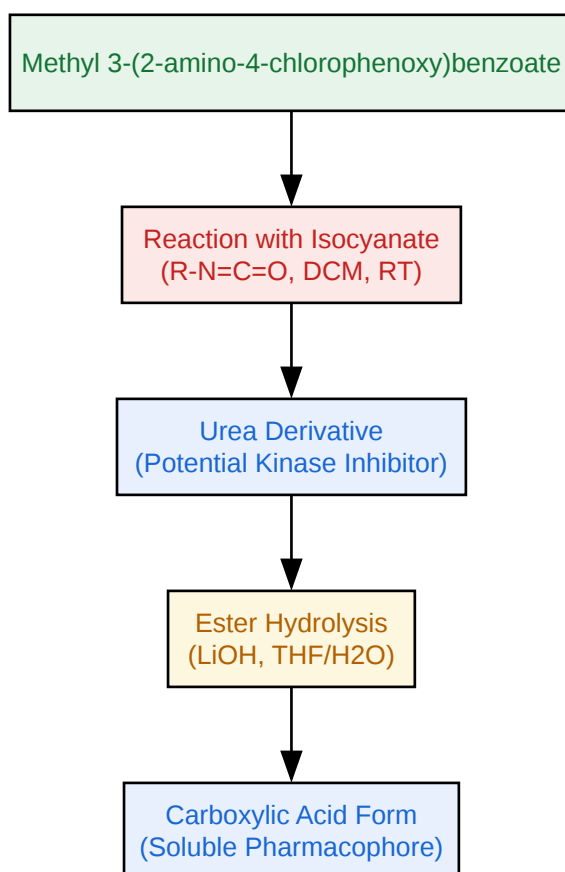 Methyl 3-(2-amino-4-chlorophenoxy)benzoate
Reaction with Isocyanate
(R-N=C=O, DCM, RT)
Urea Derivative
(Potential Kinase Inhibitor)
Ester Hydrolysis
(LiOH, THF/H2O)
Carboxylic Acid Form
(Soluble Pharmacophore)